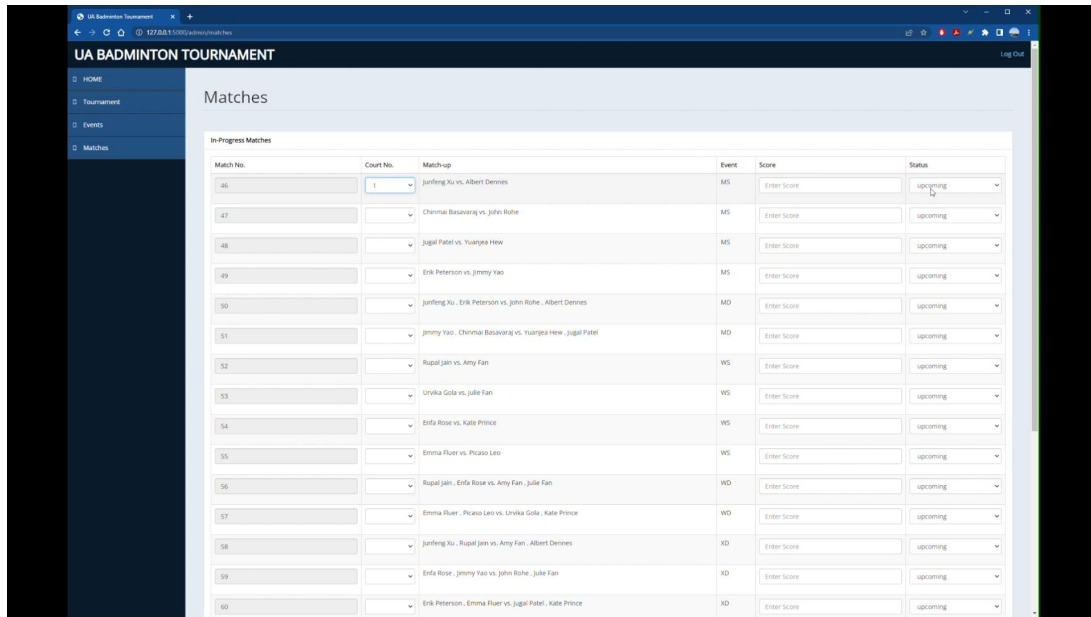 UA Badminton Tournament
127.0.0.1:5000/admin/matches
UA BADMINTON TOURNAMENT
Log Out
HOME
Tournament
Events
Matches
Matches
In-Progress Matches
Match No. Court No. Match-up Event Score Status
46 1 Junfeng Xu vs. Albert Dennes MS Enter Score upcoming
47 Chinmai Basavaraj vs. John Rohe MS Enter Score upcoming
48 Jugal Patel vs. Yuanjea Hew MS Enter Score upcoming
49 Erik Peterson vs. Jimmy Yao MS Enter Score upcoming
50 Junfeng Xu , Erik Peterson vs. John Rohe , Albert Dennes MD Enter Score upcoming
51 Jimmy Yao , Chinmai Basavaraj vs. Yuanjea Hew , Jugal Patel MD Enter Score upcoming
52 Rupal Jain vs. Amy Fan WS Enter Score upcoming
53 Urvika Gola vs. Julie Fan WS Enter Score upcoming
54 Enfa Rose vs. Kate Prince WS Enter Score upcoming
55 Emma Fluer vs. Picaso Leo WS Enter Score upcoming
56 Rupal Jain , Enfa Rose vs. Amy Fan , Julie Fan WD Enter Score upcoming
57 Emma Fluer , Picaso Leo vs. Urvika Gola , Kate Prince WD Enter Score upcoming
58 Junfeng Xu , Rupal Jain vs. Amy Fan , Albert Dennes XD Enter Score upcoming
59 Enfa Rose , Jimmy Yao vs. John Rohe , Julie Fan XD Enter Score upcoming
60 Erik Peterson , Emma Fluer vs. Jugal Patel , Kate Prince XD Enter Score upcoming